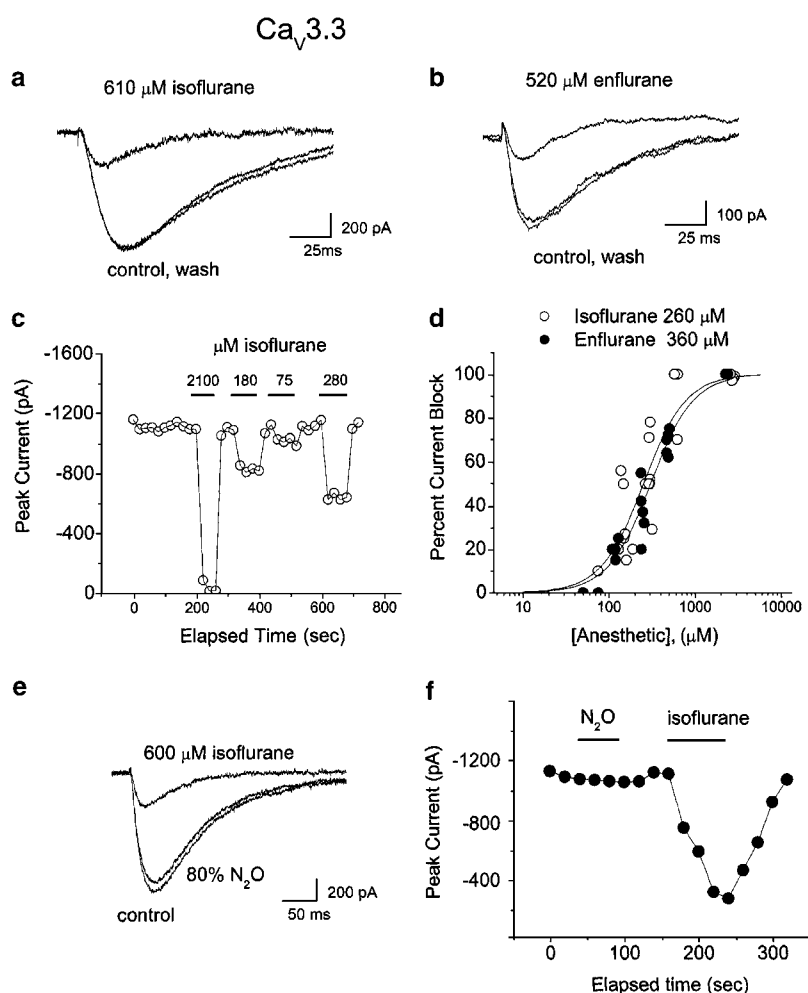 CaV3.3
a
610 μM isoflurane
200 pA
25ms
control, wash
b
520 μM enflurane
100 pA
25 ms
control, wash
c
μM isoflurane
2100 180 75 280
-1600
-1200
-800
-400
0
Peak Current (pA)
0 200 400 600 800
Elapsed Time (sec)
d
Isoflurane 260 μM
Enflurane 360 μM
100
80
60
40
20
0
Percent Current Block
10 100 1000 10000
[Anesthetic], (μM)
e
600 μM isoflurane
80% N2O
control
200 pA
50 ms
f
N2O isoflurane
-1200
-800
-400
Peak Current (pA)
0 100 200 300
Elapsed time (sec)